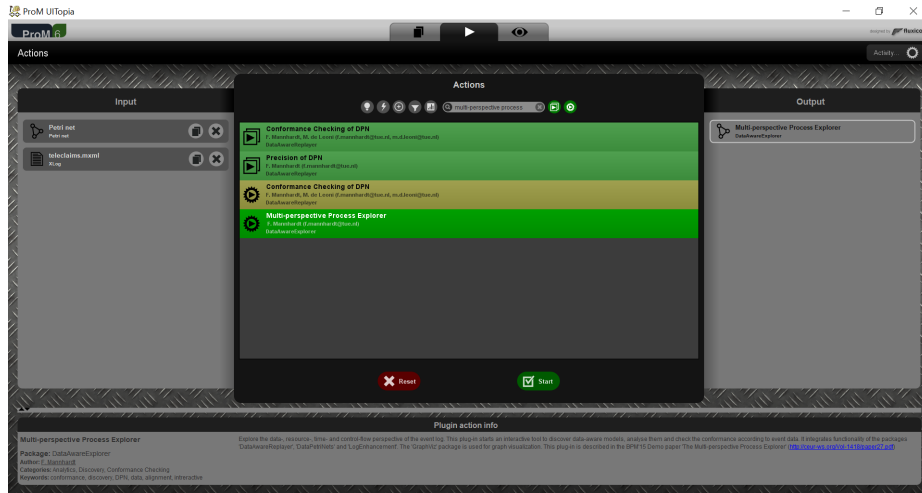 ProM UITopia
ProM 6
designed by fluxicon
Actions
Activity...
Actions
Input
multi-perspective process
Output
Petri net
Petri net
teleclaims.mxml
XLog
Conformance Checking of DPN
F. Mannhardt, M. de Leoni (f.mannhardt@tue.nl, m.d.leoni@tue.nl)
DataAwareReplayer
Precision of DPN
F. Mannhardt (f.mannhardt@tue.nl)
DataAwareReplayer
Conformance Checking of DPN
F. Mannhardt, M. de Leoni (f.mannhardt@tue.nl, m.d.leoni@tue.nl)
DataAwareReplayer
Multi-perspective Process Explorer
F. Mannhardt (f.mannhardt@tue.nl)
DataAwareExplorer
Multi-perspective Process Explorer
DataAwareExplorer
Reset
Start
Plugin action info
Multi-perspective Process Explorer
Package: DataAwareExplorer
Author: F. Mannhardt
Categories: Analytics, Discovery, Conformance Checking
Keywords: conformance, discovery, DPN, data, alignment, interactive
Explore the data-, resource-, time- and control-flow perspective of the event log. This plug-in starts an interactive tool to discover data-aware models, analyse them and check the conformance according to event data. It integrates functionality of the packages
'DataAwareReplayer', 'DataPetriNets' and 'LogEnhancement'. The 'GraphViz' package is used for graph visualization. This plug-in is described in the BPM'15 Demo paper 'The Multi-perspective Process Explorer' (http://ceur-ws.org/Vol-1418/paper27.pdf)